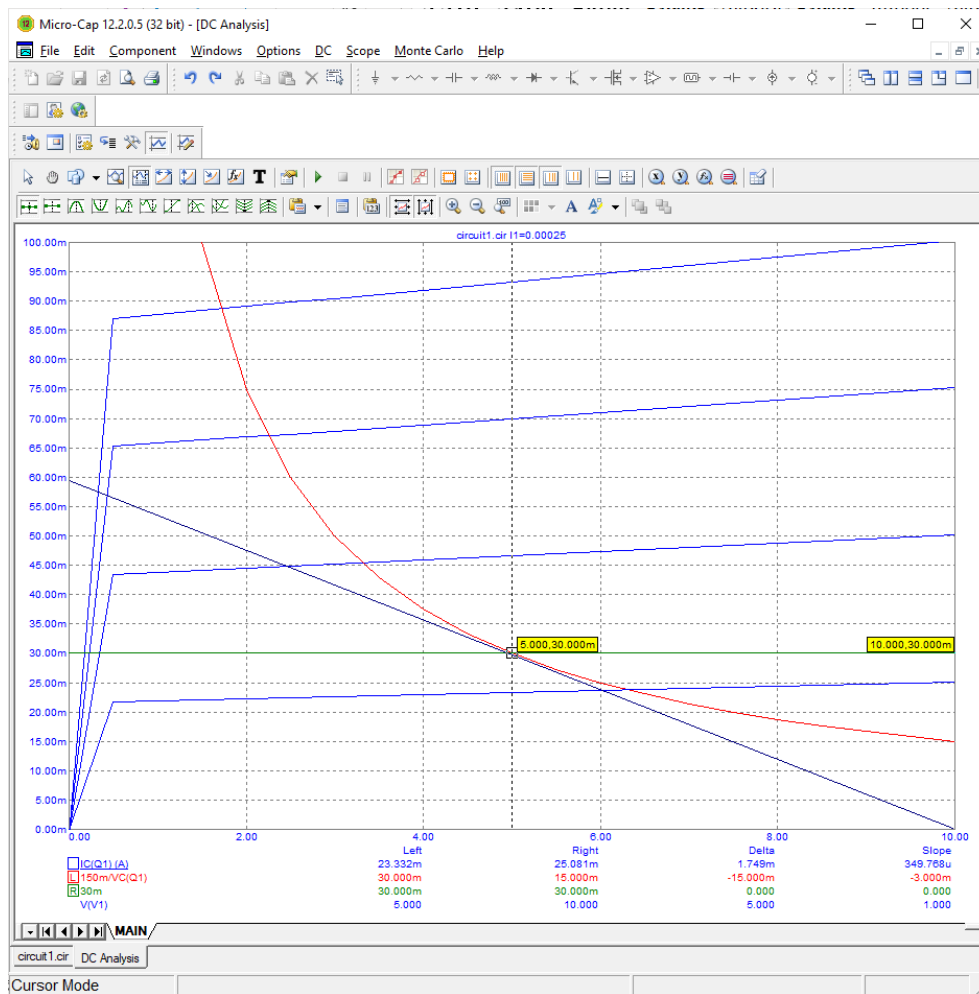 Micro-Cap 12.2.0.5 (32 bit) - [DC Analysis]
File Edit Component Windows Options DC Scope Monte Carlo Help
circuit1.cir I1=0.00025
100.00m
95.00m
90.00m
85.00m
80.00m
75.00m
70.00m
65.00m
60.00m
55.00m
50.00m
45.00m
40.00m
35.00m
5.000,30.000m 10.000,30.000m
30.00m
25.00m
20.00m
15.00m
10.00m
5.00m
0.00m
0.00 2.00 4.00 6.00 8.00 10.00
Left Right Delta Slope
IC(Q1) (A) 23.332m 25.081m 1.749m 349.768u
L 150m/VC(Q1) 30.000m 15.000m -15.000m -3.000m
R 30m 30.000m 30.000m 0.000 0.000
V(V1) 5.000 10.000 5.000 1.000
MAIN
circuit1.cir DC Analysis
Cursor Mode